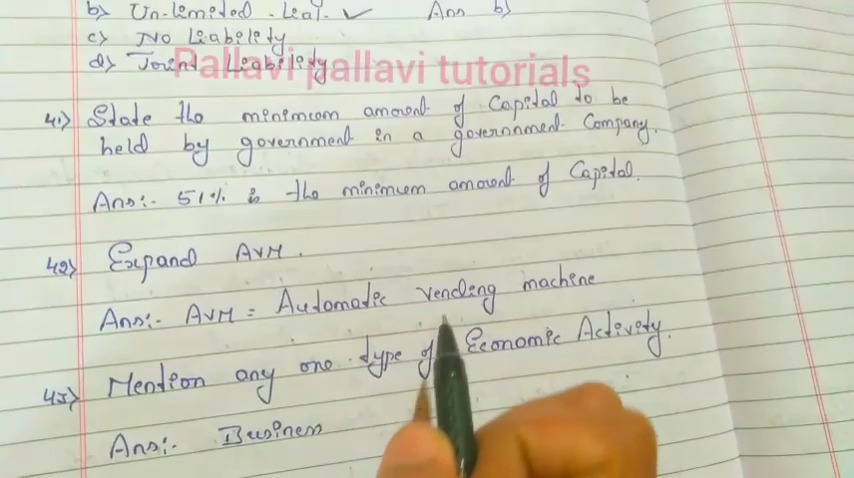 b) Un-limited - Liai. ✓ Ans b)
c) No Liability
d) Joint Liability
Pallavi pallavi tutorials
41) State the minimum amount of Capital to be
held by government in a government Company.
Ans:- 51% is the minimum amount of Capital.
42) Expand AVM.
Ans:- AVM = Automatic vending machine
43) Mention any one type of Economic Activity.
Ans:- Business